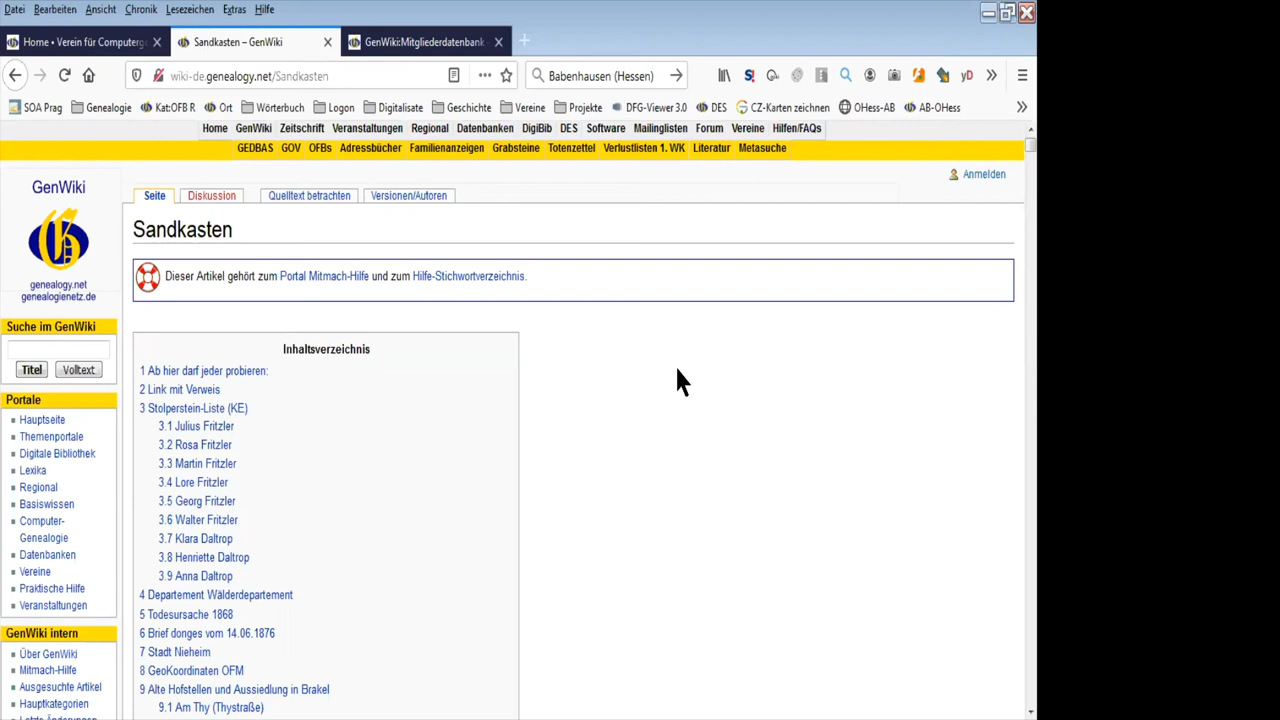 Datei Bearbeiten Ansicht Chronik Lesezeichen Extras Hilfe
Home • Verein für Computerge Sandkasten – GenWiki GenWiki:Mitgliederdatenbank
wiki-de.genealogy.net/Sandkasten Babenhausen (Hessen)
SOA Prag Genealogie Kat:OFB R Ort Wörterbuch Logon Digitalisate Geschichte Vereine Projekte DFG-Viewer 3.0 DES CZ-Karten zeichnen OHess-AB AB-OHess
Home GenWiki Zeitschrift Veranstaltungen Regional Datenbanken DigiBib DES Software Mailinglisten Forum Vereine Hilfen/FAQs
GEDBAS GOV OFBs Adressbücher Familienanzeigen Grabsteine Totenzettel Verlustlisten 1. WK Literatur Metasuche
Anmelden
GenWiki
genealogy.net
genealogienetz.de
Seite Diskussion Quelltext betrachten Versionen/Autoren
Sandkasten
Dieser Artikel gehört zum Portal Mitmach-Hilfe und zum Hilfe-Stichwortverzeichnis.
Suche im GenWiki
Titel Volltext
Portale
Hauptseite
Themenportale
Digitale Bibliothek
Lexika
Regional
Basiswissen
Computer-
Genealogie
Datenbanken
Vereine
Praktische Hilfe
Veranstaltungen
GenWiki intern
Über GenWiki
Mitmach-Hilfe
Ausgesuchte Artikel
Hauptkategorien
Letzte Änderungen
Inhaltsverzeichnis
1 Ab hier darf jeder probieren:
2 Link mit Verweis
3 Stolperstein-Liste (KE)
3.1 Julius Fritzler
3.2 Rosa Fritzler
3.3 Martin Fritzler
3.4 Lore Fritzler
3.5 Georg Fritzler
3.6 Walter Fritzler
3.7 Klara Daltrop
3.8 Henriette Daltrop
3.9 Anna Daltrop
4 Departement Wälderdepartement
5 Todesursache 1868
6 Brief donges vom 14.06.1876
7 Stadt Nieheim
8 GeoKoordinaten OFM
9 Alte Hofstellen und Aussiedlung in Brakel
9.1 Am Thy (Thystraße)